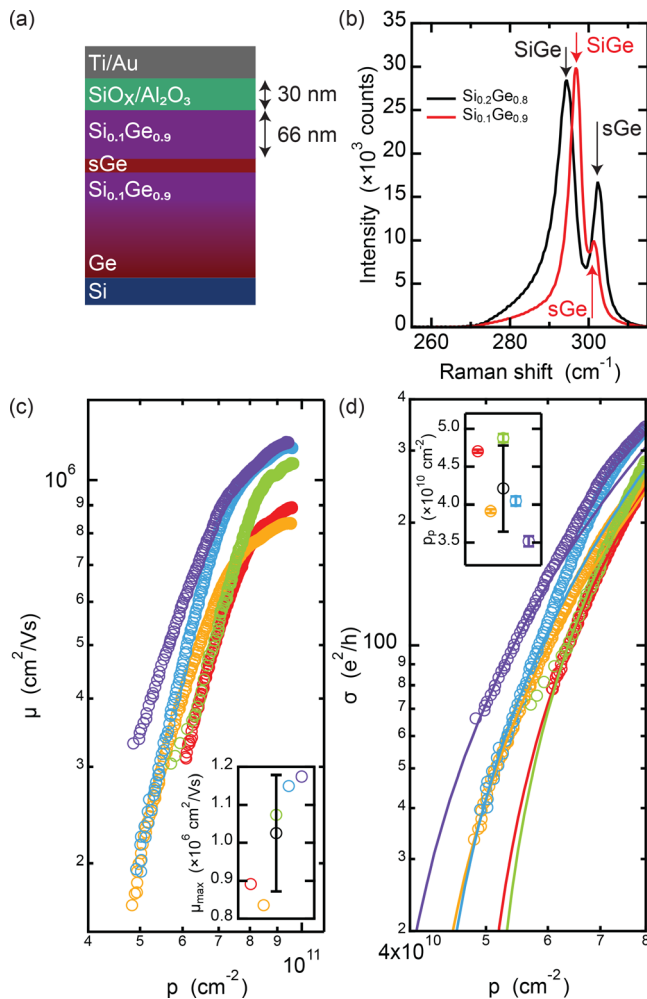 (a)
Ti/Au
SiOX/Al2O3
30 nm
Si0.1Ge0.9
66 nm
sGe
Si0.1Ge0.9
Ge
Si
(b)
Intensity (×10³ counts)
35
30
25
20
15
10
5
0
SiGe
SiGe
Si0.2Ge0.8
Si0.1Ge0.9
sGe
sGe
260
280
300
Raman shift (cm⁻¹)
(c)
μ (cm²/Vs)
10⁶
9
8
7
6
5
4
3
2
4
5
6
7
8
9
10¹¹
p (cm⁻²)
μmax (×10⁶ cm²/Vs)
1.2
1.1
1.0
0.9
0.8
(d)
σ (e²/h)
4
3
2
100
9
8
7
6
5
4
3
2
4×10¹⁰
5
6
7
8
p (cm⁻²)
pp (×10¹⁰ cm⁻²)
5.0
4.5
4.0
3.5